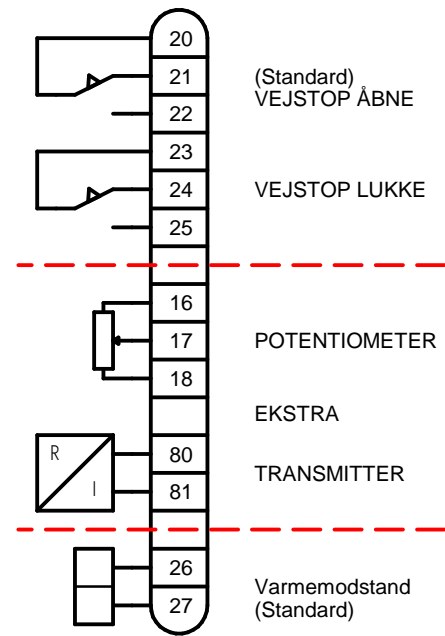 20
21
22
(Standard)
VEJSTOP ÅBNE
23
24
25
VEJSTOP LUKKE
16
17
18
POTENTIOMETER
EKSTRA
R
I
80
81
TRANSMITTER
26
27
Varmemodstand
(Standard)